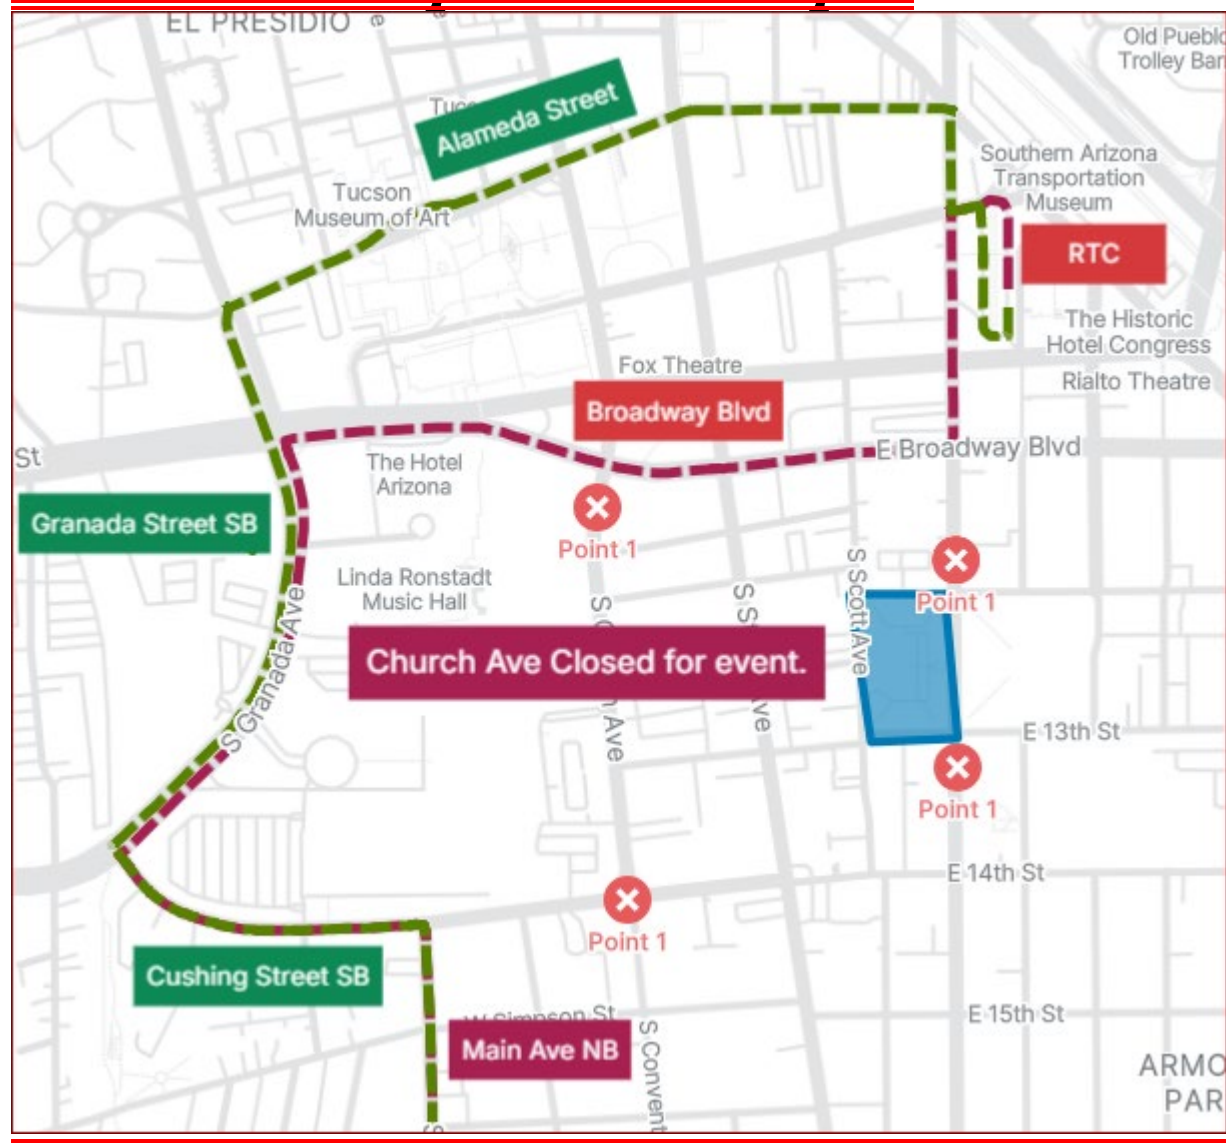 EL PRESIDIO
Old Pueblo
Trolley Bar
Alameda Street
Southern Arizona
Transportation
Museum
Tucson
Museum of Art
RTC
The Historic
Hotel Congress
Fox Theatre
Rialto Theatre
Broadway Blvd
E Broadway Blvd
St
The Hotel
Arizona
Granada Street SB
Point 1
Linda Ronstadt
Music Hall
S Scott Ave
Point 1
S Granada Ave
Church Ave Closed for event.
Ave
E 13th St
Point 1
E 14th St
Point 1
Cushing Street SB
W Simpson St
E 15th St
Main Ave NB
S Convent
ARMO
PAR